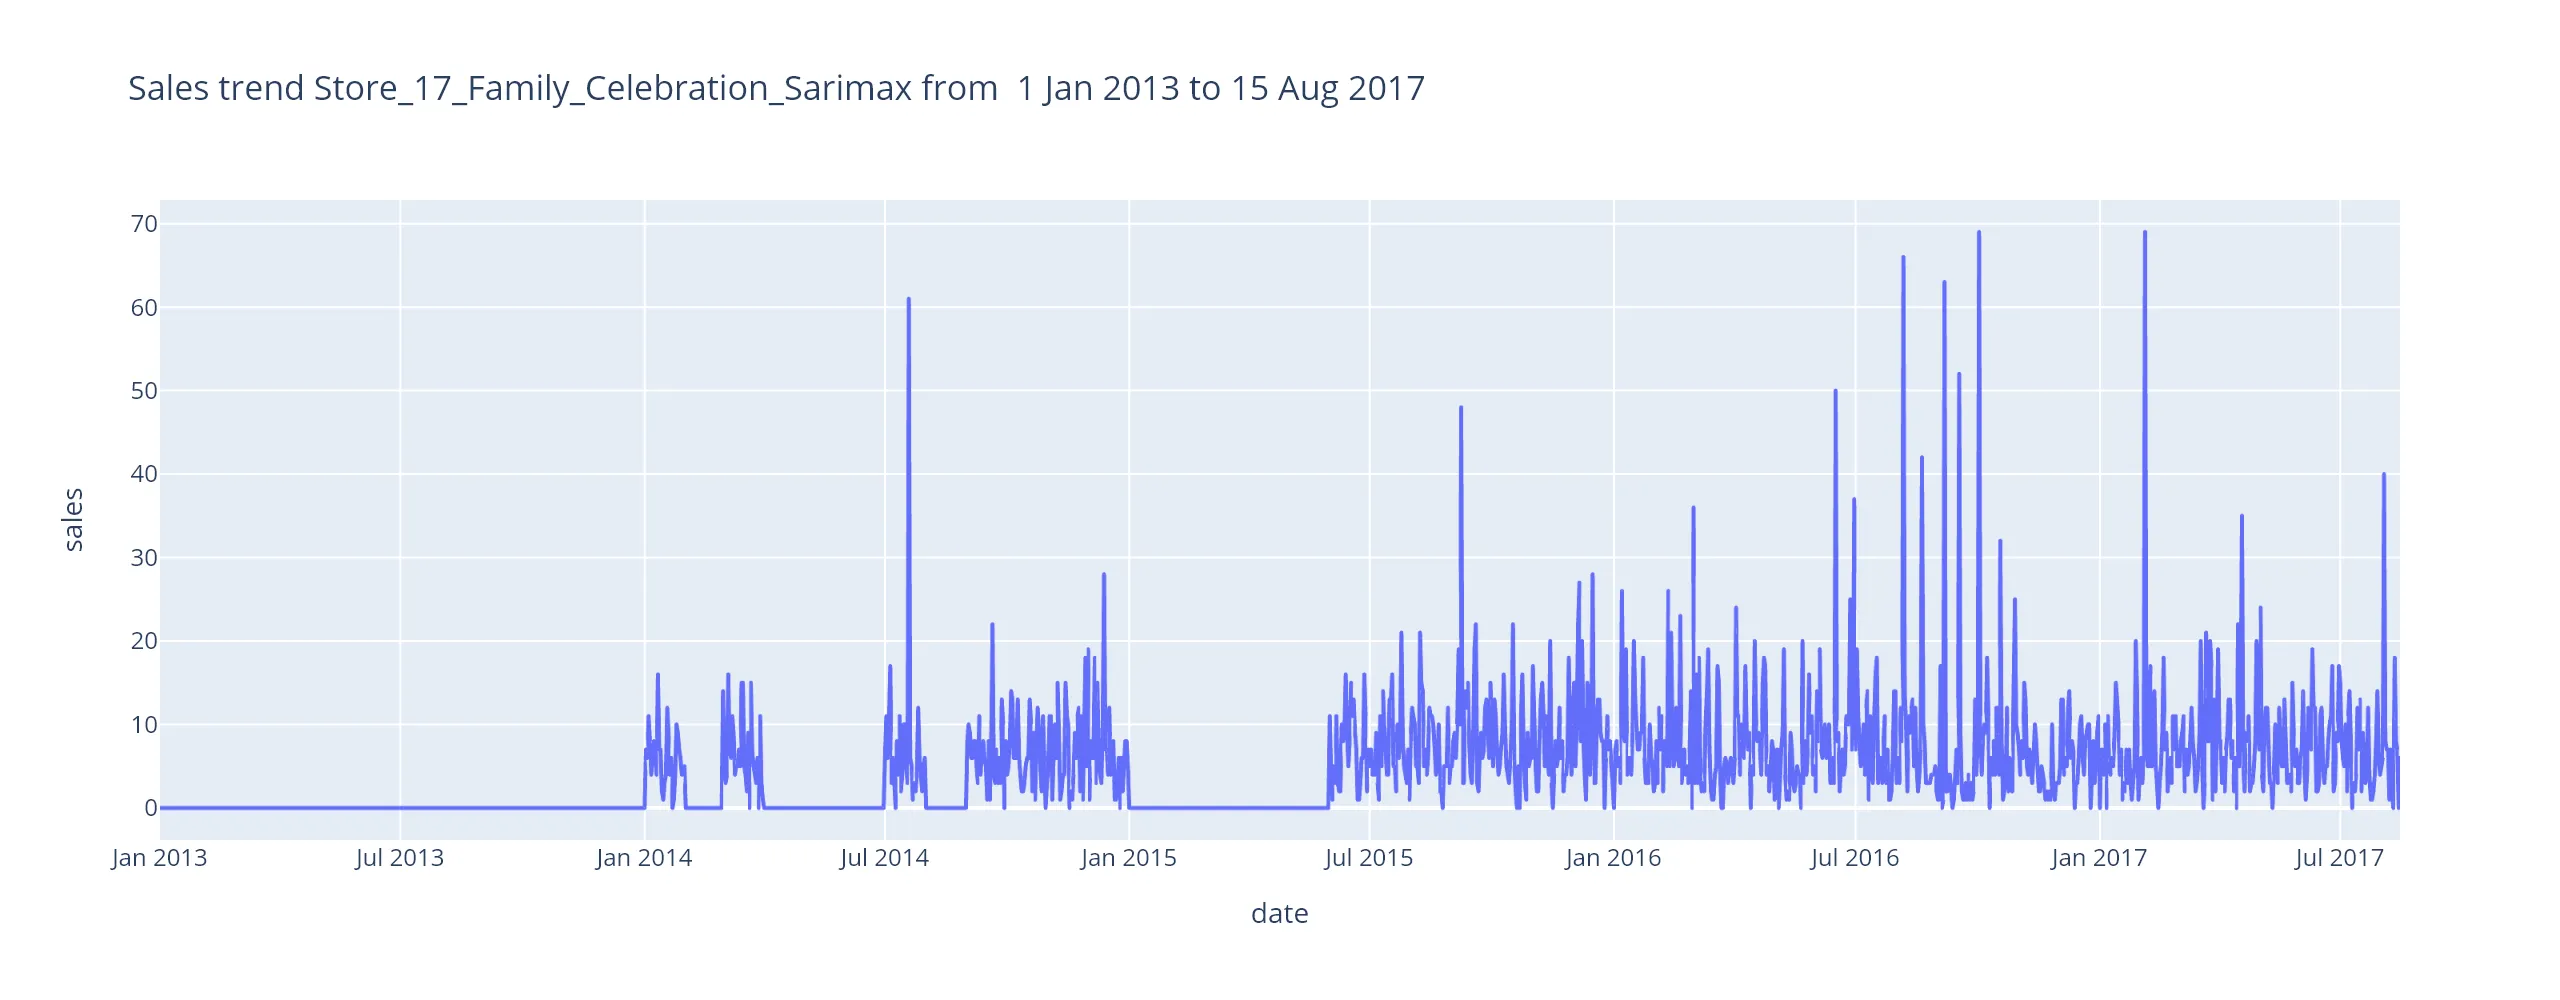 Sales trend Store_17_Family_Celebration_Sarimax from  1 Jan 2013 to 15 Aug 2017
70
60
50
40
30
20
10
0
sales
Jan 2013 Jul 2013 Jan 2014 Jul 2014 Jan 2015 Jul 2015 Jan 2016 Jul 2016 Jan 2017 Jul 2017
date